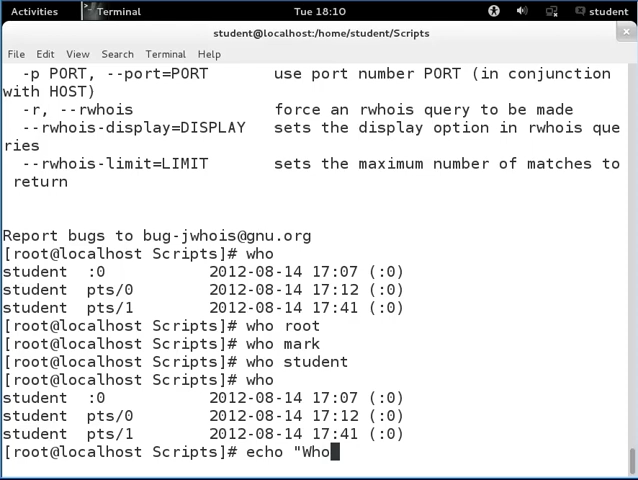 Activities Terminal Tue 18:10 student
student@localhost:/home/student/Scripts
File Edit View Search Terminal Help
-p PORT, --port=PORT use port number PORT (in conjunction
with HOST)
-r, --rwhois force an rwhois query to be made
--rwhois-display=DISPLAY sets the display option in rwhois que
ries
--rwhois-limit=LIMIT sets the maximum number of matches to
return
Report bugs to bug-jwhois@gnu.org
[root@localhost Scripts]# who
student :0 2012-08-14 17:07 (:0)
student pts/0 2012-08-14 17:12 (:0)
student pts/1 2012-08-14 17:41 (:0)
[root@localhost Scripts]# who root
[root@localhost Scripts]# who mark
[root@localhost Scripts]# who student
[root@localhost Scripts]# who
student :0 2012-08-14 17:07 (:0)
student pts/0 2012-08-14 17:12 (:0)
student pts/1 2012-08-14 17:41 (:0)
[root@localhost Scripts]# echo "Who